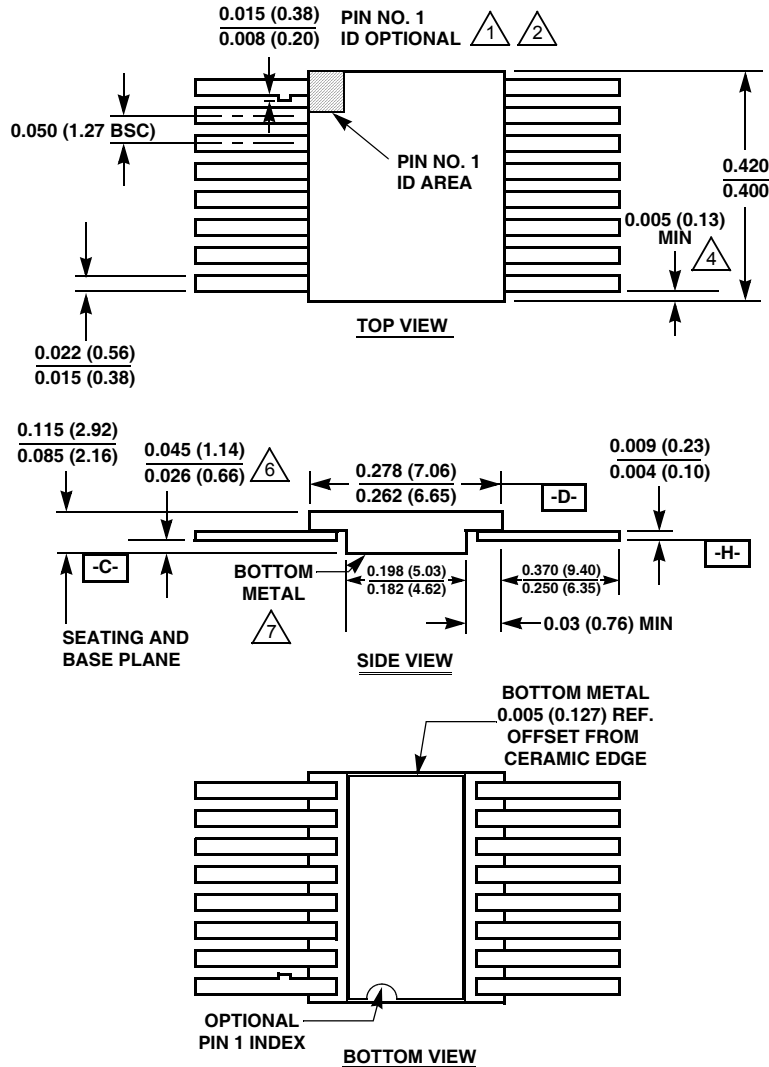 0.015 (0.38)
0.008 (0.20)
PIN NO. 1
ID OPTIONAL
1
2
0.050 (1.27 BSC)
PIN NO. 1
ID AREA
0.420
0.400
0.005 (0.13)
MIN
4
TOP VIEW
0.022 (0.56)
0.015 (0.38)
0.115 (2.92)
0.085 (2.16)
0.045 (1.14)
0.026 (0.66)
6
0.278 (7.06)
0.262 (6.65)
0.009 (0.23)
0.004 (0.10)
-D-
-H-
-C-
BOTTOM
METAL
7
0.198 (5.03)
0.182 (4.62)
0.370 (9.40)
0.250 (6.35)
0.03 (0.76) MIN
SEATING AND
BASE PLANE
SIDE VIEW
BOTTOM METAL
0.005 (0.127) REF.
OFFSET FROM
CERAMIC EDGE
OPTIONAL
PIN 1 INDEX
BOTTOM VIEW